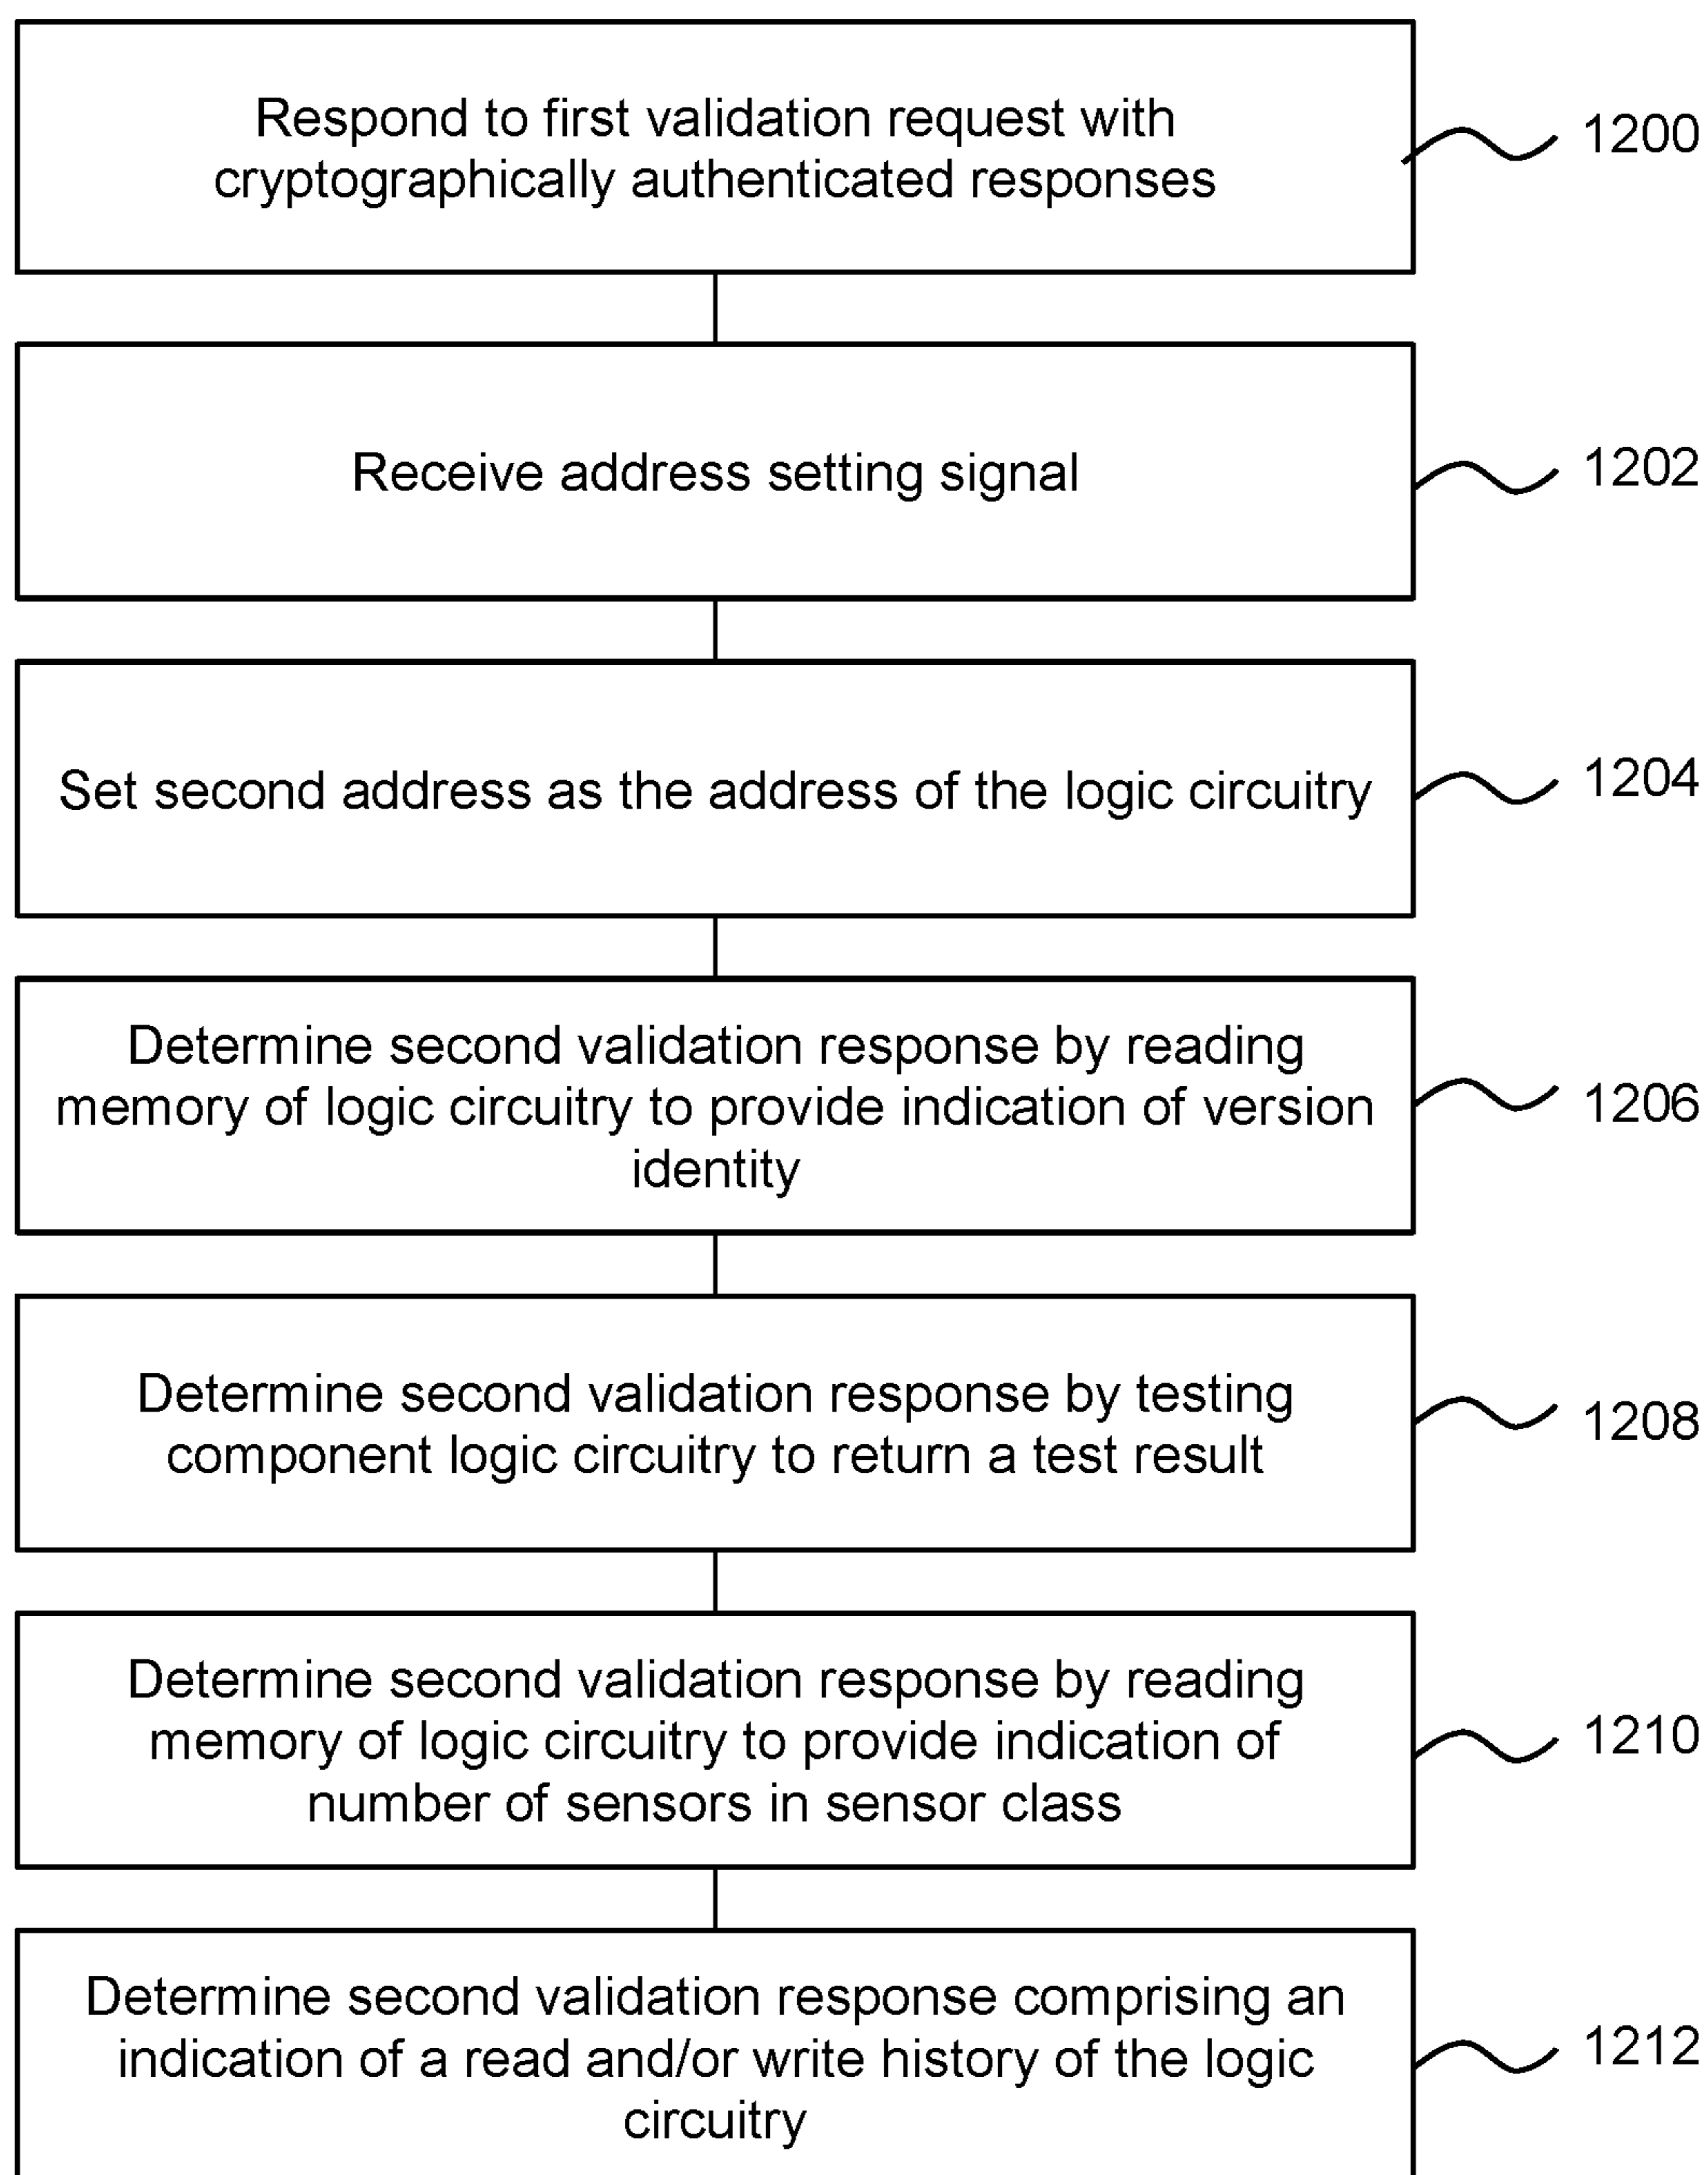 Respond to first validation request with
cryptographically authenticated responses
1200
Receive address setting signal
1202
Set second address as the address of the logic circuitry
1204
Determine second validation response by reading
memory of logic circuitry to provide indication of version
identity
1206
Determine second validation response by testing
component logic circuitry to return a test result
1208
Determine second validation response by reading
memory of logic circuitry to provide indication of
number of sensors in sensor class
1210
Determine second validation response comprising an
indication of a read and/or write history of the logic
circuitry
1212